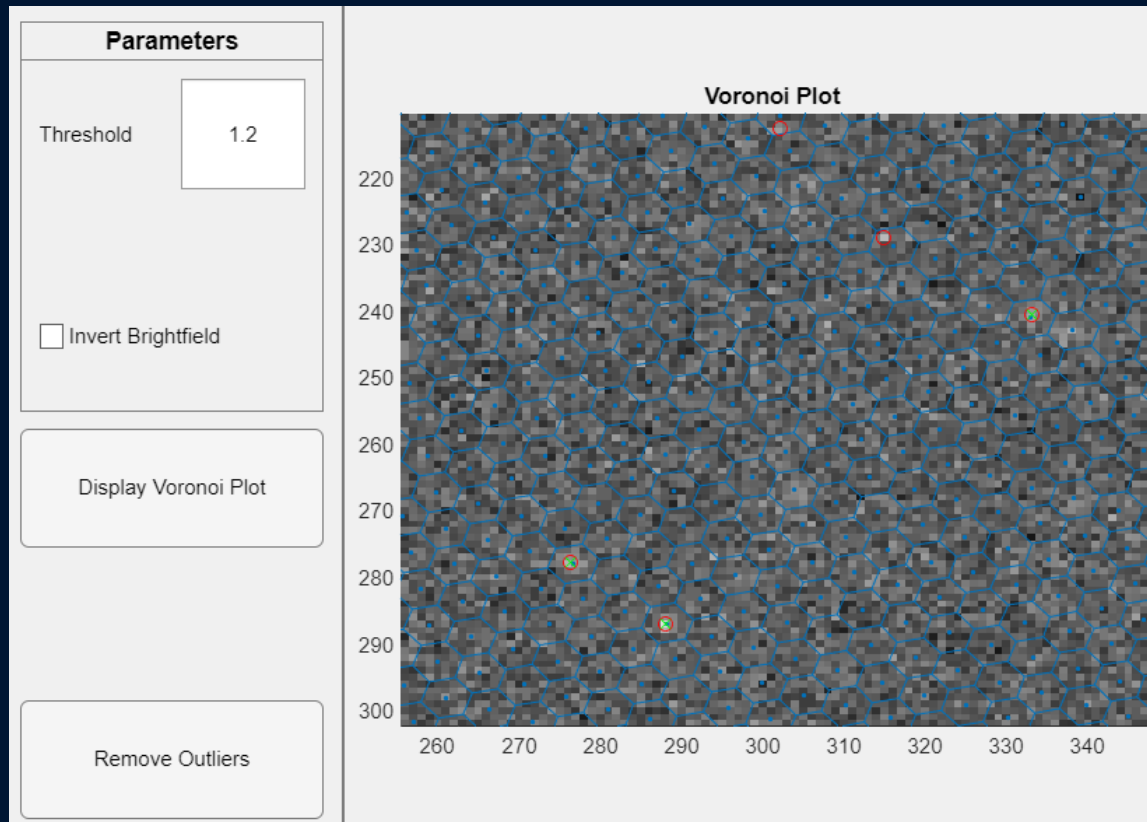 Parameters
Threshold
1.2
Invert Brightfield
Display Voronoi Plot
Remove Outliers
Voronoi Plot
220
230
240
250
260
270
280
290
300
260 270 280 290 300 310 320 330 340